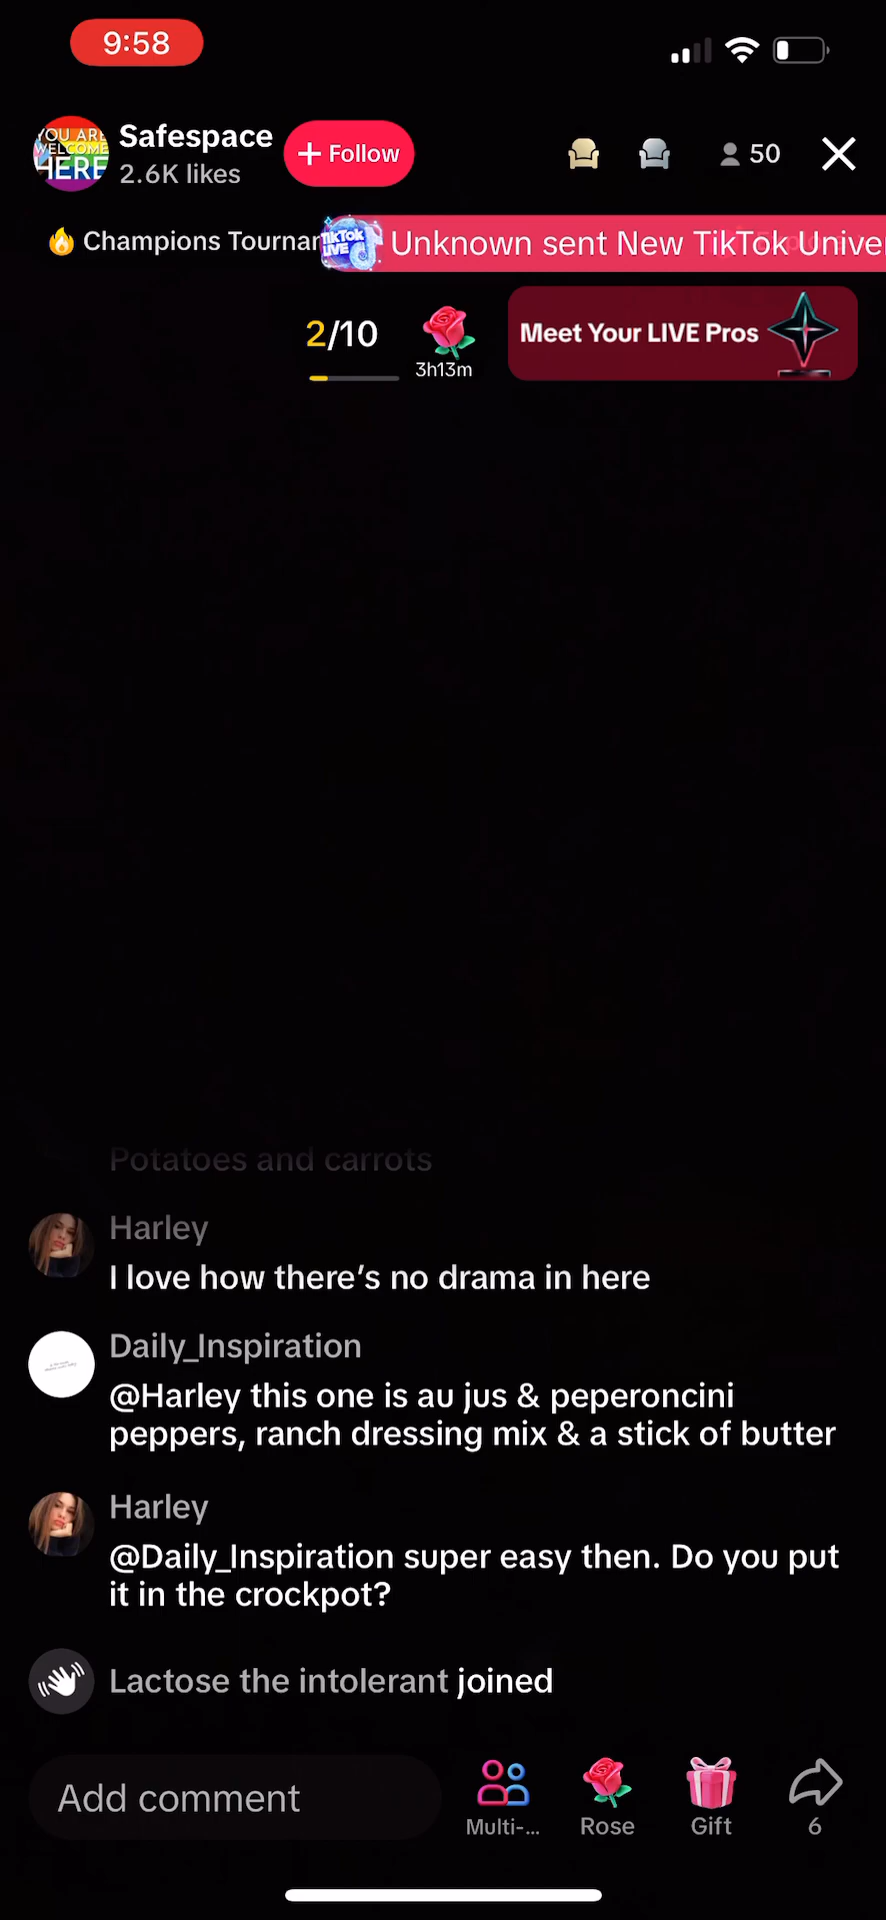 9:58
YOU ARE
WELCOME
HERE
Safespace
2.6K likes
+ Follow
50
Champions Tournar
TikTok
LIVE
Unknown sent New TikTok Unive
2/10
3h13m
Meet Your LIVE Pros
Potatoes and carrots
Harley
I love how there's no drama in here
Daily_Inspiration
@Harley this one is au jus & peperoncini
peppers, ranch dressing mix & a stick of butter
Harley
@Daily_Inspiration super easy then. Do you put
it in the crockpot?
Lactose the intolerant joined
Add comment
Multi-...
Rose
Gift
6